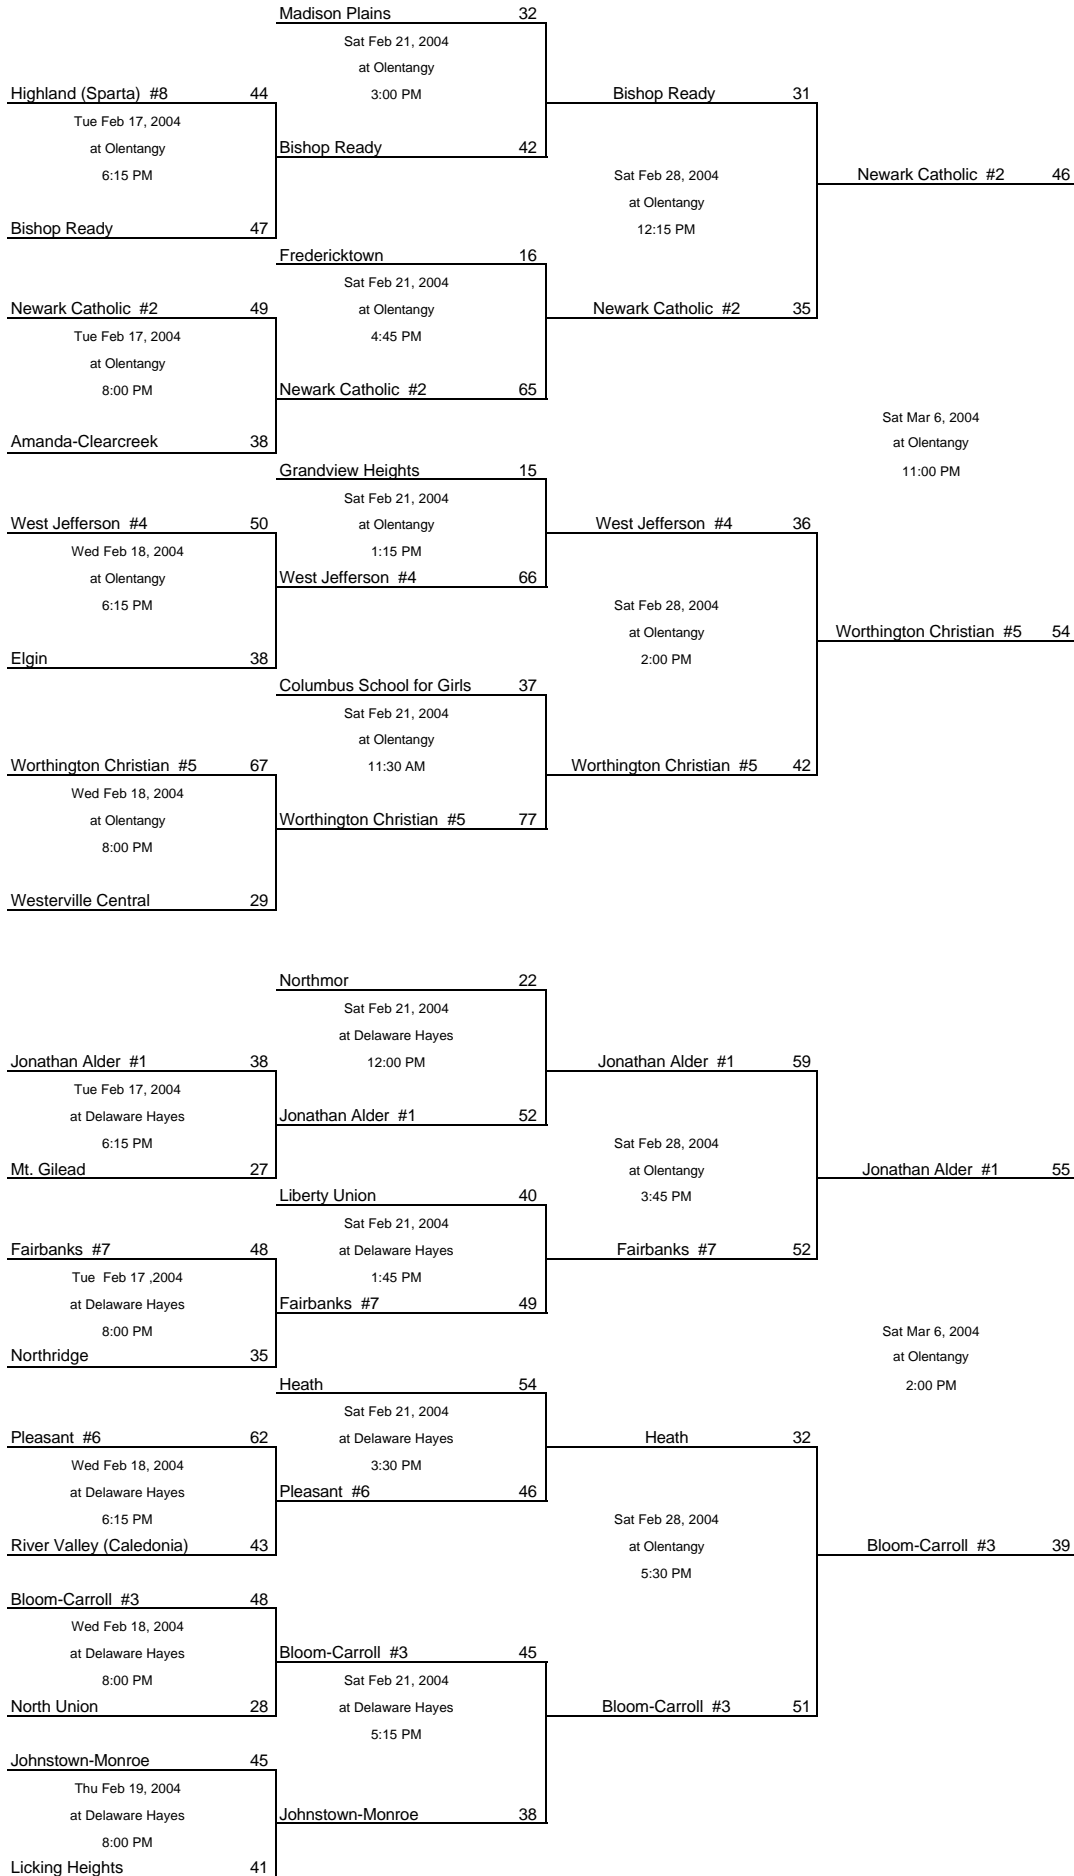 Madison Plains 32
Sat Feb 21, 2004
at Olentangy
Highland (Sparta) #8 44 3:00 PM Bishop Ready 31
Tue Feb 17, 2004
at Olentangy Bishop Ready 42
6:15 PM Sat Feb 28, 2004 Newark Catholic #2 46
at Olentangy
Bishop Ready 47 12:15 PM
Fredericktown 16
Sat Feb 21, 2004
Newark Catholic #2 49 at Olentangy Newark Catholic #2 35
Tue Feb 17, 2004 4:45 PM
at Olentangy
8:00 PM Newark Catholic #2 65
Sat Mar 6, 2004
Amanda-Clearcreek 38 at Olentangy
Grandview Heights 15 11:00 PM
Sat Feb 21, 2004
West Jefferson #4 50 at Olentangy West Jefferson #4 36
Wed Feb 18, 2004 1:15 PM
at Olentangy West Jefferson #4 66
6:15 PM Sat Feb 28, 2004
at Olentangy Worthington Christian #5 54
Elgin 38 2:00 PM
Columbus School for Girls 37
Sat Feb 21, 2004
at Olentangy
Worthington Christian #5 67 11:30 AM Worthington Christian #5 42
Wed Feb 18, 2004
at Olentangy Worthington Christian #5 77
8:00 PM
Westerville Central 29
Northmor 22
Sat Feb 21, 2004
at Delaware Hayes
Jonathan Alder #1 38 12:00 PM Jonathan Alder #1 59
Tue Feb 17, 2004
at Delaware Hayes Jonathan Alder #1 52
6:15 PM Sat Feb 28, 2004
Mt. Gilead 27 at Olentangy Jonathan Alder #1 55
Liberty Union 40 3:45 PM
Sat Feb 21, 2004
Fairbanks #7 48 at Delaware Hayes Fairbanks #7 52
Tue Feb 17 ,2004 1:45 PM
at Delaware Hayes Fairbanks #7 49
8:00 PM Sat Mar 6, 2004
Northridge 35 at Olentangy
Heath 54 2:00 PM
Sat Feb 21, 2004
Pleasant #6 62 at Delaware Hayes Heath 32
Wed Feb 18, 2004 3:30 PM
at Delaware Hayes Pleasant #6 46
6:15 PM Sat Feb 28, 2004
River Valley (Caledonia) 43 at Olentangy Bloom-Carroll #3 39
5:30 PM
Bloom-Carroll #3 48
Wed Feb 18, 2004
at Delaware Hayes Bloom-Carroll #3 45
8:00 PM Sat Feb 21, 2004
North Union 28 at Delaware Hayes Bloom-Carroll #3 51
5:15 PM
Johnstown-Monroe 45
Thu Feb 19, 2004
at Delaware Hayes Johnstown-Monroe 38
8:00 PM
Licking Heights 41